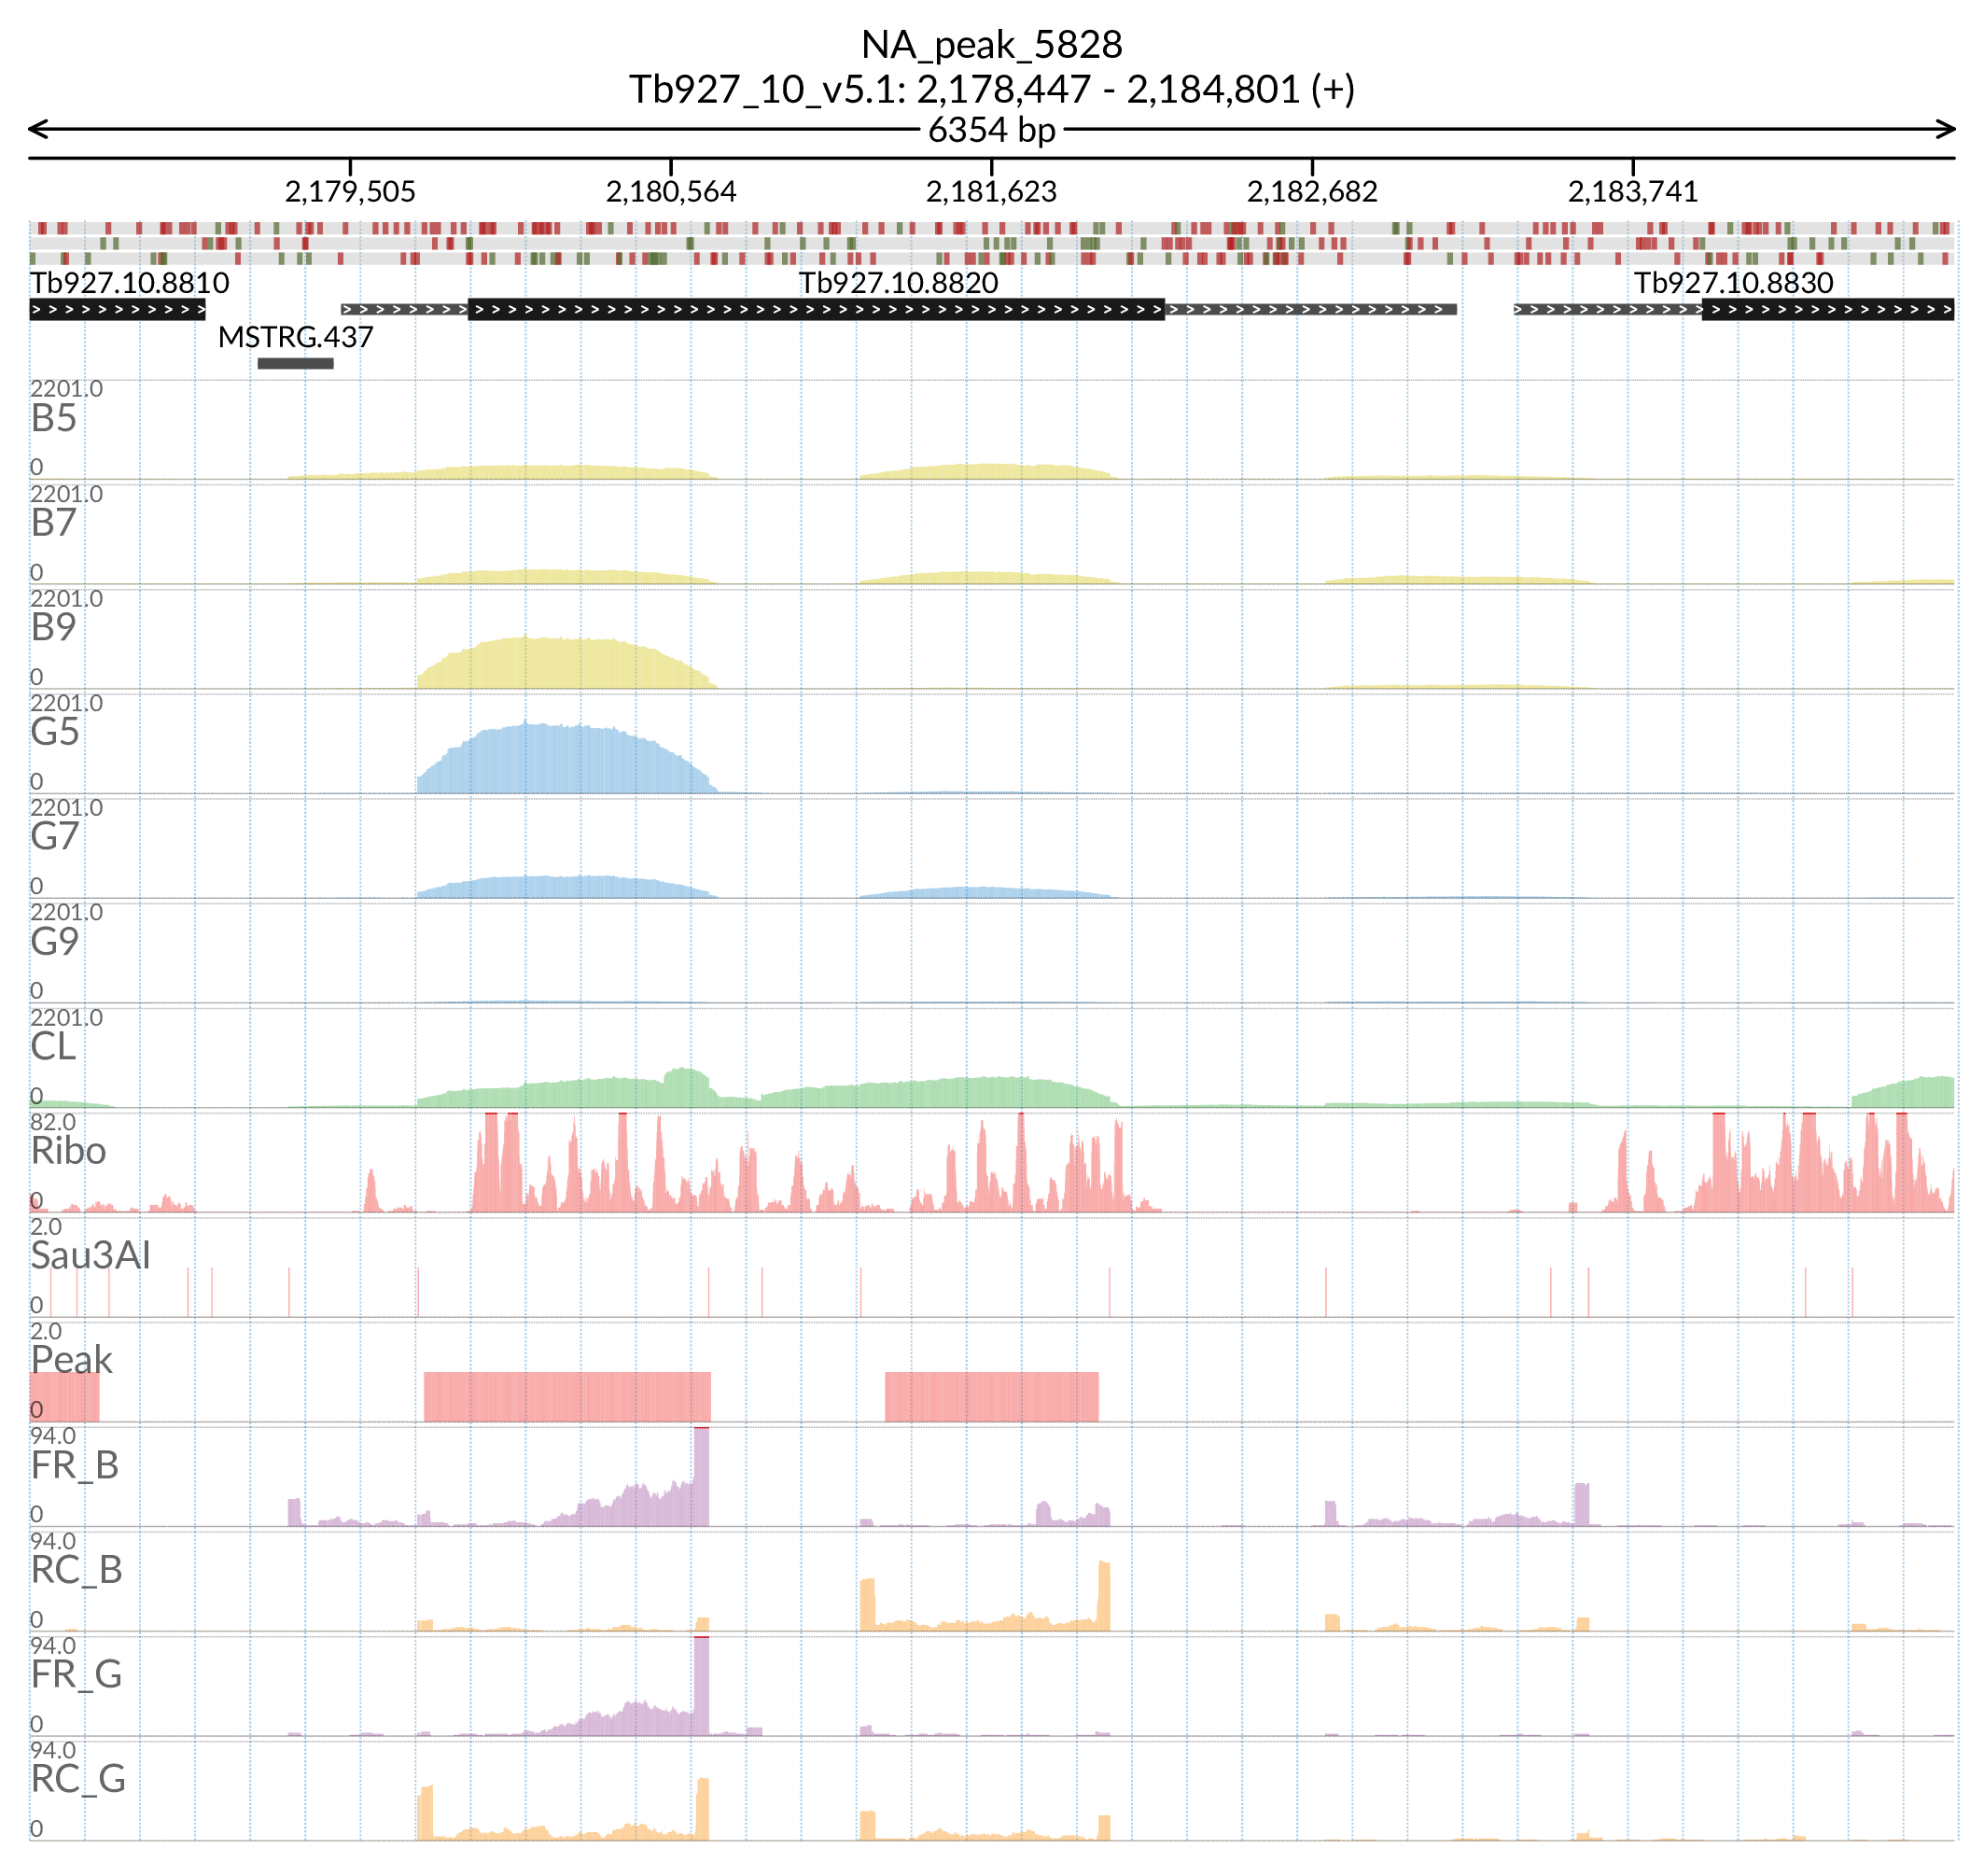 NA_peak_5828
Tb927_10_v5.1: 2,178,447 - 2,184,801 (+)
6354 bp
2,179,505 2,180,564 2,181,623 2,182,682 2,183,741
Tb927.10.8810 Tb927.10.8820 Tb927.10.8830
MSTRG.437
2201.0
B5
0
2201.0
B7
0
2201.0
B9
0
2201.0
G5
0
2201.0
G7
0
2201.0
G9
0
2201.0
CL
0
82.0
Ribo
0
2.0
Sau3AI
0
2.0
Peak
0
94.0
FR_B
0
94.0
RC_B
0
94.0
FR_G
0
94.0
RC_G
0